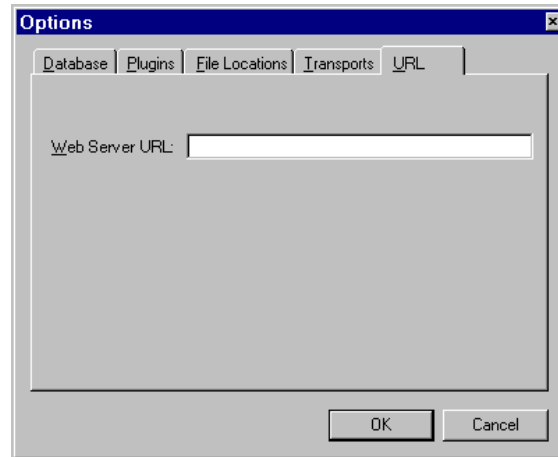 Options
Database Plugins File Locations Transports URL
Web Server URL:
OK Cancel